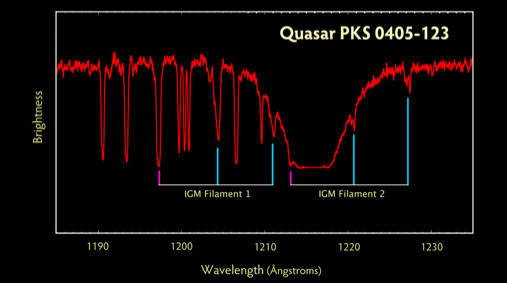 Quasar PKS 0405-123
Brightness
IGM Filament 1
IGM Filament 2
1190 1200 1210 1220 1230
Wavelength (Ångstroms)